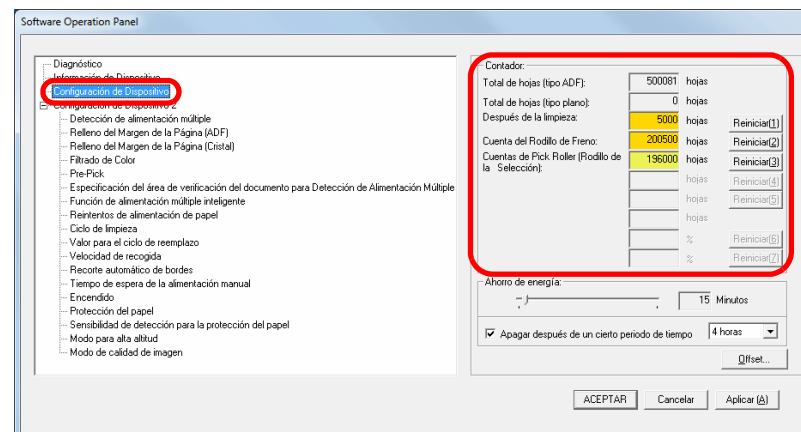 Software Operation Panel
Diagnóstico
Información de Dispositivo
Configuración de Dispositivo
Configuración de Dispositivo 2
Detección de alimentación múltiple
Relleno del Margen de la Página (ADF)
Relleno del Margen de la Página (Cristal)
Filtrado de Color
Pre-Pick
Especificación del área de verificación del documento para Detección de Alimentación Múltiple
Función de alimentación múltiple inteligente
Reintentos de alimentación de papel
Ciclo de limpieza
Valor para el ciclo de reemplazo
Velocidad de recogida
Recorte automático de bordes
Tiempo de espera de la alimentación manual
Encendido
Protección del papel
Sensibilidad de detección para la protección del papel
Modo para alta altitud
Modo de calidad de imagen
Contador:
Total de hojas (tipo ADF): 500081 hojas
Total de hojas (tipo plano): 0 hojas
Después de la limpieza: 5000 hojas Reiniciar(1)
Cuenta del Rodillo de Freno: 200500 hojas Reiniciar(2)
Cuentas de Pick Roller (Rodillo de
la Selección): 196000 hojas Reiniciar(3)
hojas Reiniciar(4)
hojas Reiniciar(5)
hojas
% Reiniciar(6)
% Reiniciar(7)
Ahorro de energía:
15 Minutos
Apagar después de un cierto periodo de tiempo 4 horas
Offset...
ACEPTAR Cancelar Aplicar (A)